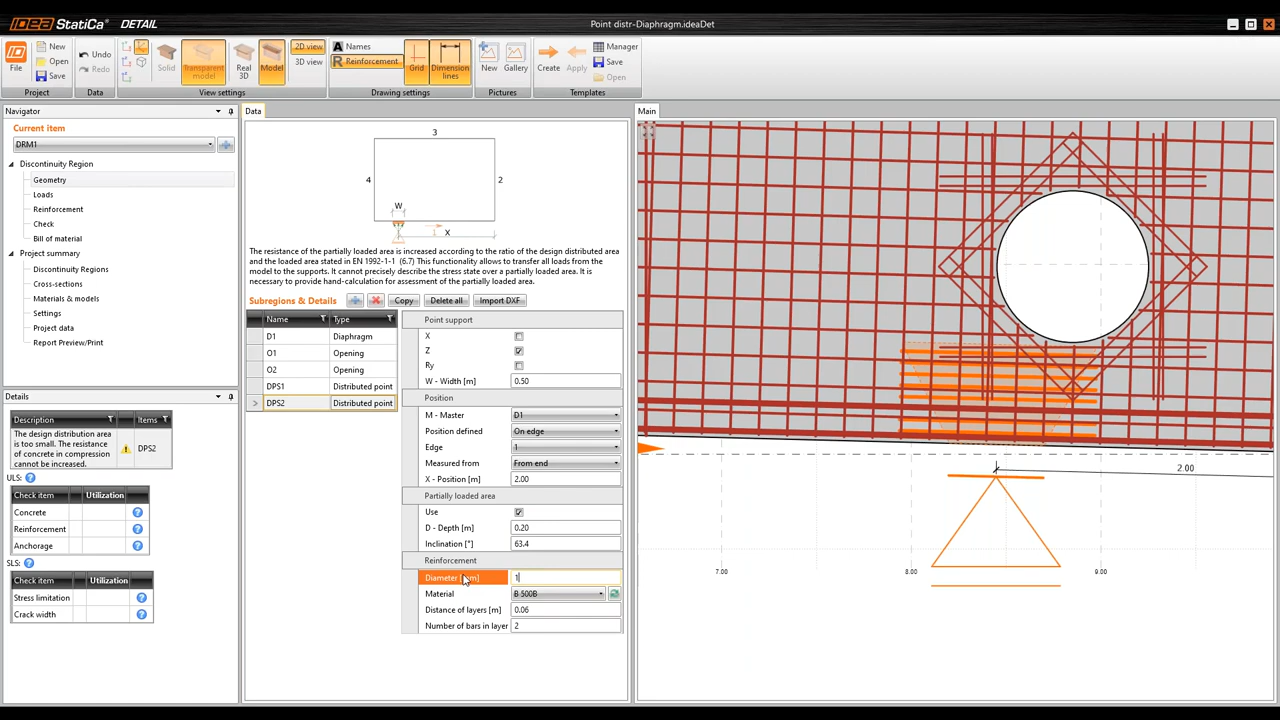 IDEA StatiCa® DETAIL
Point distr-Diaphragm.ideaDet
File
New
Open
Save
Undo
Redo
Solid
Transparent model
Real 3D
Model
2D view
3D view
Names
Reinforcement
Grid
Dimension lines
New
Gallery
Create
Apply
Manager
Save
Open
Project
Data
View settings
Drawing settings
Pictures
Templates
Navigator
Current item
DRM1
Discontinuity Region
Geometry
Loads
Reinforcement
Check
Bill of material
Project summary
Discontinuity Regions
Cross-sections
Materials & models
Settings
Project data
Report Preview/Print
Details
Description Items
The design distribution area
is too small. The resistance
of concrete in compression
cannot be increased.
DPS2
ULS:
Check item Utilization
Concrete
Reinforcement
Anchorage
SLS:
Check item Utilization
Stress limitation
Crack width
Data
3
4
2
W
1
X
The resistance of the partially loaded area is increased according to the ratio of the design distributed area
and the loaded area stated in EN 1992-1-1 (6.7) This functionality allows to transfer all loads from the
model to the supports. It cannot precisely describe the stress state over a partially loaded area. It is
necessary to provide hand-calculation for assessment of the partially loaded area.
Subregions & Details Copy Delete all Import DXF
Name Type
D1 Diaphragm
O1 Opening
O2 Opening
DPS1 Distributed point
> DPS2 Distributed point
Point support
X
Z
Ry
W - Width [m] 0.50
Position
M - Master D1
Position defined On edge
Edge 1
Measured from From end
X - Position [m] 2.00
Partially loaded area
Use
D - Depth [m] 0.20
Inclination [°] 63.4
Reinforcement
Diameter [mm] 1
Material B 500B
Distance of layers [m] 0.06
Number of bars in layer 2
Main
2.00
7.00
8.00
9.00